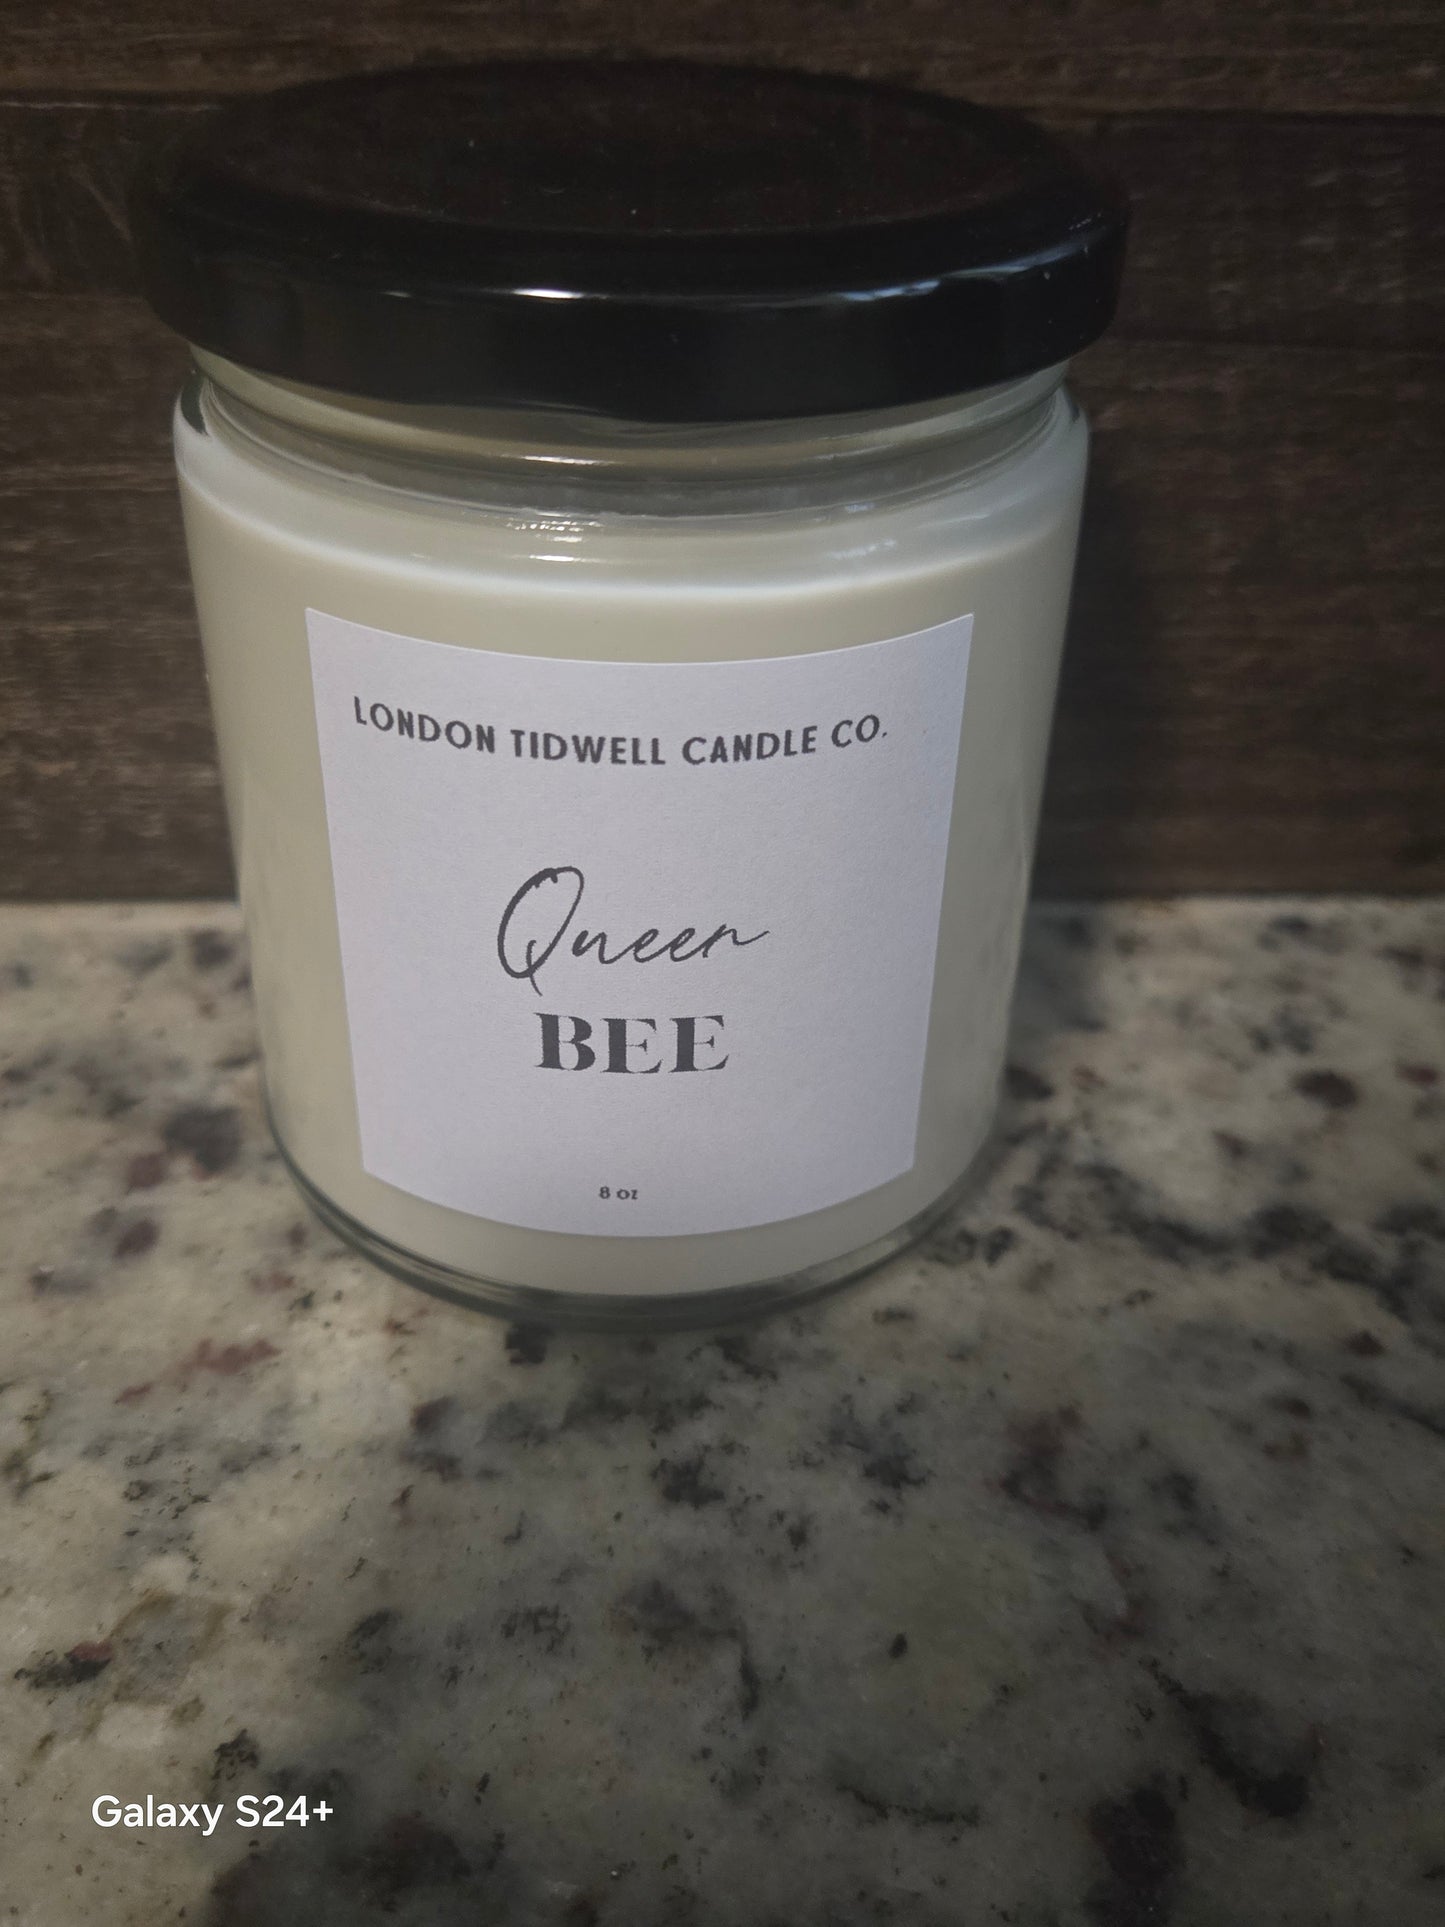 LONDON TIDWELL CANDLE CO.
Queen
BEE
8 oz
Galaxy S24+